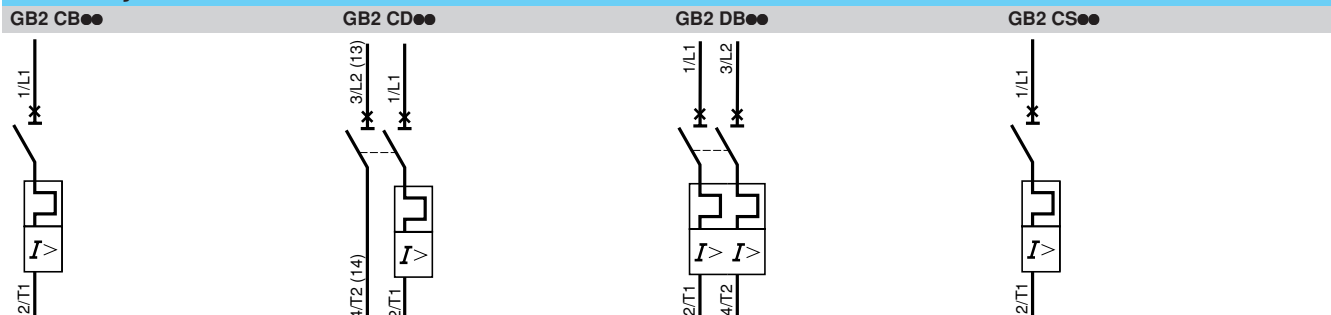 GB2 CB●●
GB2 CD●●
GB2 DB●●
GB2 CS●●
1/L1
3/L2 (13)
1/L1
1/L1
3/L2
1/L1
I>
I>
I> I>
I>
2/T1
4/T2 (14)
2/T1
2/T1
4/T2
2/T1